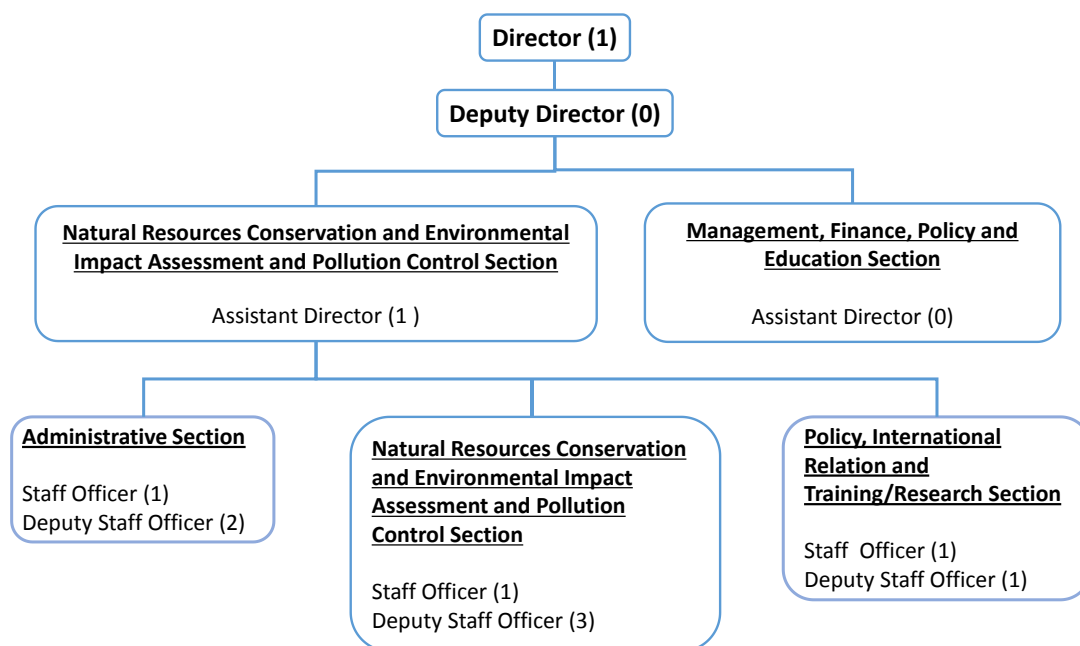 Director (1)
Deputy Director (0)
Natural Resources Conservation and Environmental
Impact Assessment and Pollution Control Section
Assistant Director (1 )
Management, Finance, Policy and
Education Section
Assistant Director (0)
Administrative Section
Staff Officer (1)
Deputy Staff Officer (2)
Natural Resources Conservation
and Environmental Impact
Assessment and Pollution
Control Section
Staff Officer (1)
Deputy Staff Officer (3)
Policy, International
Relation and
Training/Research Section
Staff  Officer (1)
Deputy Staff Officer (1)